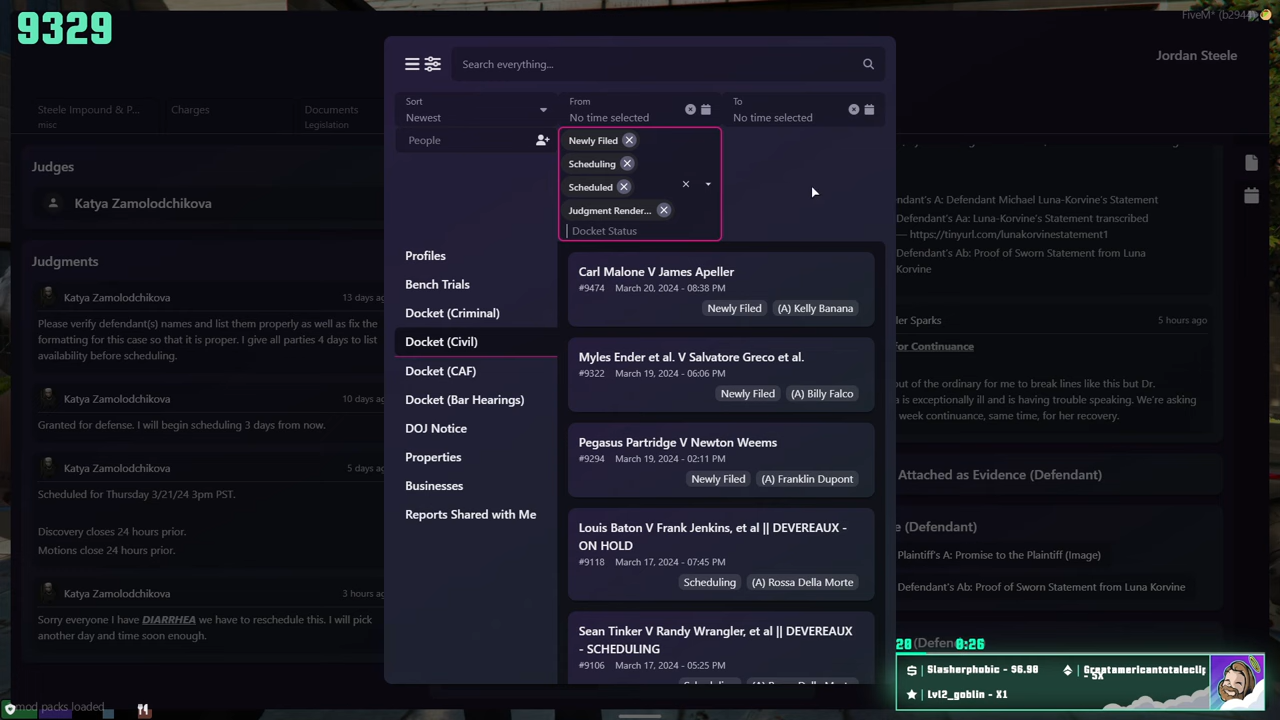 9329
FiveM* (b2944)
Jordan Steele
Search everything...
Steele Impound & P...
misc
Charges
Documents
Legislation
Sort
Newest
From
No time selected
To
No time selected
People
Newly Filed
Scheduling
Scheduled
Judgment Render...
Docket Status
Judges
Katya Zamolodchikova
Judgments
Katya Zamolodchikova
13 days ag
Please verify defendant(s) names and list them properly as well as fix the
formatting for this case so that it is proper. I give all parties 4 days to list
availability before scheduling.
Katya Zamolodchikova
10 days ag
Granted for defense. I will begin scheduling 3 days from now.
Katya Zamolodchikova
5 days ag
Scheduled for Thursday 3/21/24 3pm PST.
Discovery closes 24 hours prior.
Motions close 24 hours prior.
Katya Zamolodchikova
3 hours ag
Sorry everyone I have DIARRHEA we have to reschedule this. I will pick
another day and time soon enough.
Profiles
Bench Trials
Docket (Criminal)
Docket (Civil)
Docket (CAF)
Docket (Bar Hearings)
DOJ Notice
Properties
Businesses
Reports Shared with Me
Carl Malone V James Apeller
#9474 March 20, 2024 - 08:38 PM
Newly Filed (A) Kelly Banana
Myles Ender et al. V Salvatore Greco et al.
#9322 March 19, 2024 - 06:06 PM
Newly Filed (A) Billy Falco
Pegasus Partridge V Newton Weems
#9294 March 19, 2024 - 02:11 PM
Newly Filed (A) Franklin Dupont
Louis Baton V Frank Jenkins, et al || DEVEREAUX -
ON HOLD
#9118 March 17, 2024 - 07:45 PM
Scheduling (A) Rossa Della Morte
Sean Tinker V Randy Wrangler, et al || DEVEREAUX
- SCHEDULING
#9106 March 17, 2024 - 05:25 PM
endant's A: Defendant Michael Luna-Korvine's Statement
Defendant's Aa: Luna-Korvine's Statement transcribed
— https://tinyurl.com/lunakorvinestatement1
Defendant's Ab: Proof of Sworn Statement from Luna
Korvine
ler Sparks
5 hours ago
for Continuance
out of the ordinary for me to break lines like this but Dr.
a is exceptionally ill and is having trouble speaking. We're asking
week continuance, same time, for her recovery.
Attached as Evidence (Defendant)
e (Defendant)
Plaintiff's A: Promise to the Plaintiff (Image)
Defendant's Ab: Proof of Sworn Statement from Luna Korvine
(Defen
0:26
Slasherphobic - $6.90
- 5X
Lvl2_goblin - X1
mod packs loaded